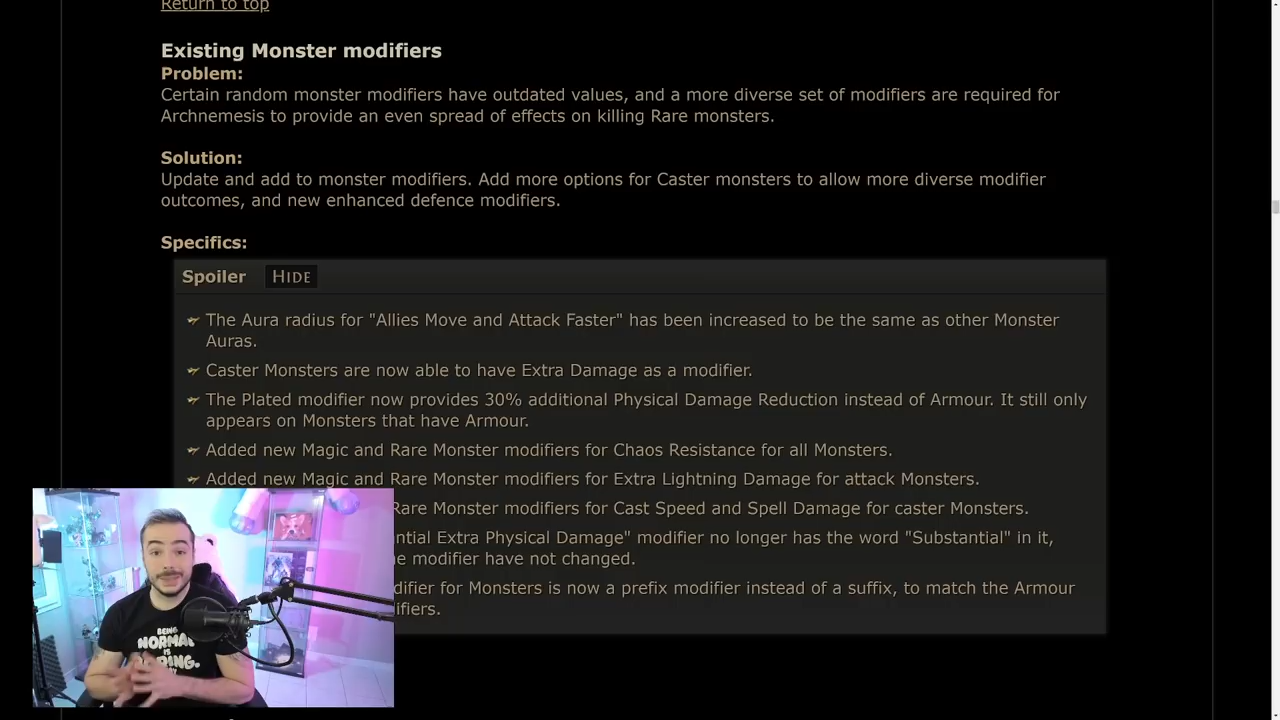 Return to top
Existing Monster modifiers
Problem:
Certain random monster modifiers have outdated values, and a more diverse set of modifiers are required for
Archnemesis to provide an even spread of effects on killing Rare monsters.
Solution:
Update and add to monster modifiers. Add more options for Caster monsters to allow more diverse modifier
outcomes, and new enhanced defence modifiers.
Specifics:
Spoiler HIDE
The Aura radius for "Allies Move and Attack Faster" has been increased to be the same as other Monster
Auras.
Caster Monsters are now able to have Extra Damage as a modifier.
The Plated modifier now provides 30% additional Physical Damage Reduction instead of Armour. It still only
appears on Monsters that have Armour.
Added new Magic and Rare Monster modifiers for Chaos Resistance for all Monsters.
Added new Magic and Rare Monster modifiers for Extra Lightning Damage for attack Monsters.
Rare Monster modifiers for Cast Speed and Spell Damage for caster Monsters.
ntial Extra Physical Damage" modifier no longer has the word "Substantial" in it,
e modifier have not changed.
difier for Monsters is now a prefix modifier instead of a suffix, to match the Armour
ifiers.
BEING
NORMAL
IS